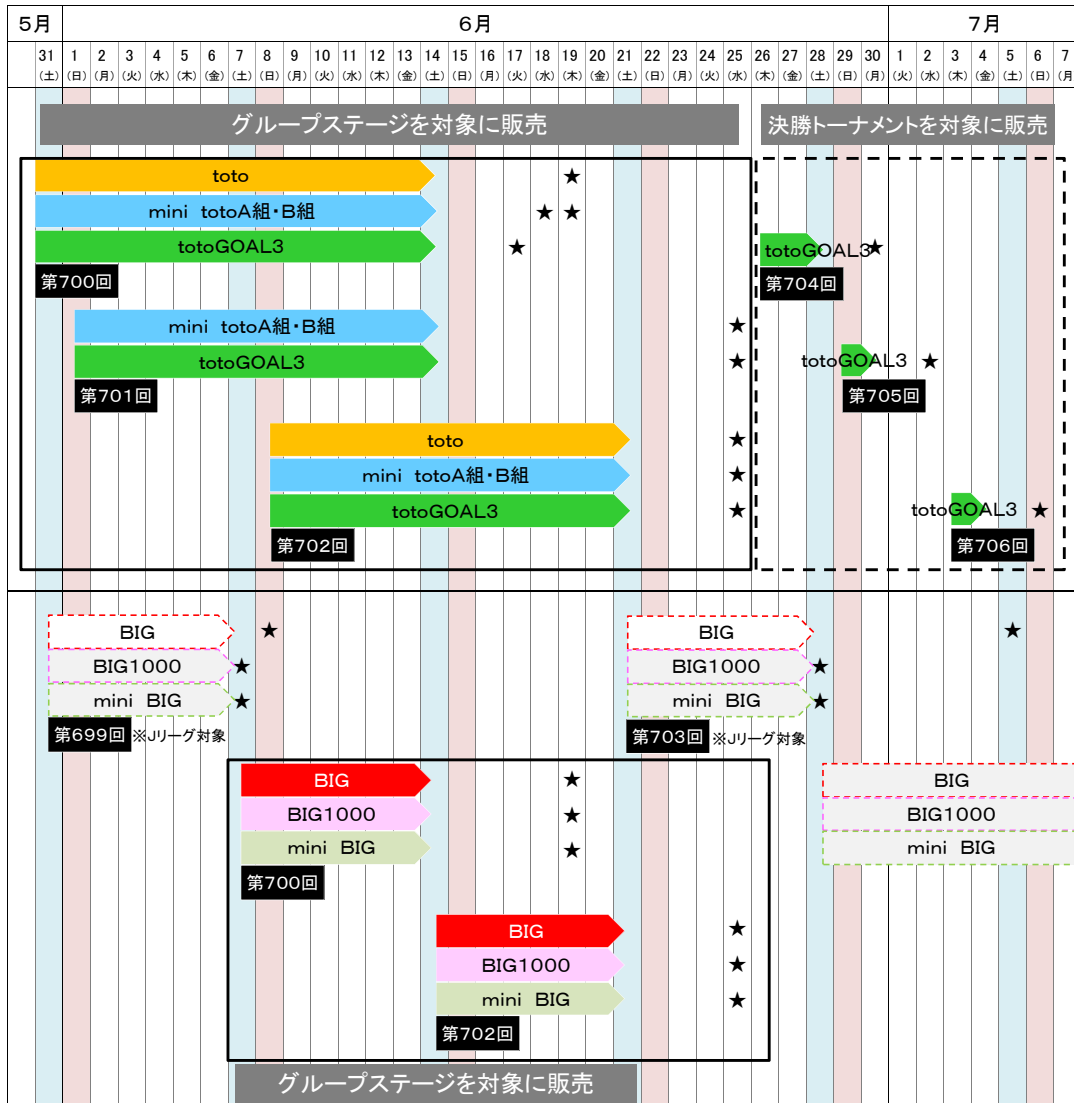 5月 6月 7月
31 1 2 3 4 5 6 7 8 9 10 11 12 13 14 15 16 17 18 19 20 21 22 23 24 25 26 27 28 29 30 1 2 3 4 5 6 7
(土) (日) (月) (火) (水) (木) (金) (土) (日) (月) (火) (水) (木) (金) (土) (日) (月) (火) (水) (木) (金) (土) (日) (月) (火) (水) (木) (金) (土) (日) (月) (火) (水) (木) (金) (土) (日) (月)
グループステージを対象に販売 決勝トーナメントを対象に販売
toto ★
mini totoA組・B組 ★ ★
totoGOAL3 ★ totoGOAL3 ★
第700回 第704回
mini totoA組・B組 ★
totoGOAL3 ★ totoGOAL3 ★
第701回 第705回
toto ★
mini totoA組・B組 ★
totoGOAL3 ★ totoGOAL3 ★
第702回 第706回
BIG ★ BIG ★
BIG1000 ★ BIG1000 ★
mini BIG ★ mini BIG ★
第699回 ※Jリーグ対象 第703回 ※Jリーグ対象
BIG ★ BIG
BIG1000 ★ BIG1000
mini BIG ★ mini BIG
第700回
BIG ★
BIG1000 ★
mini BIG ★
第702回
グループステージを対象に販売